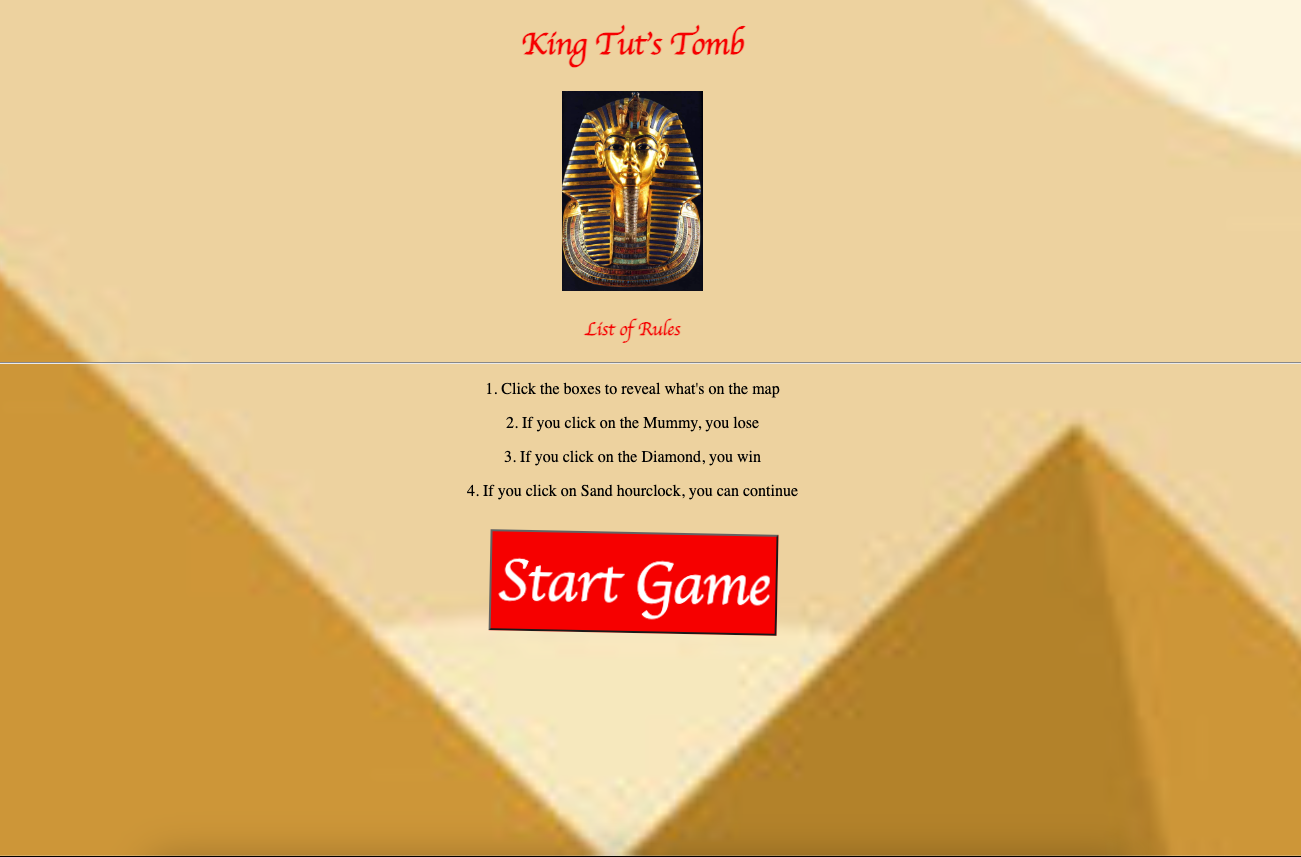 King Tut's Tomb
List of Rules
1. Click the boxes to reveal what's on the map
2. If you click on the Mummy, you lose
3. If you click on the Diamond, you win
4. If you click on Sand hourclock, you can continue
Start Game